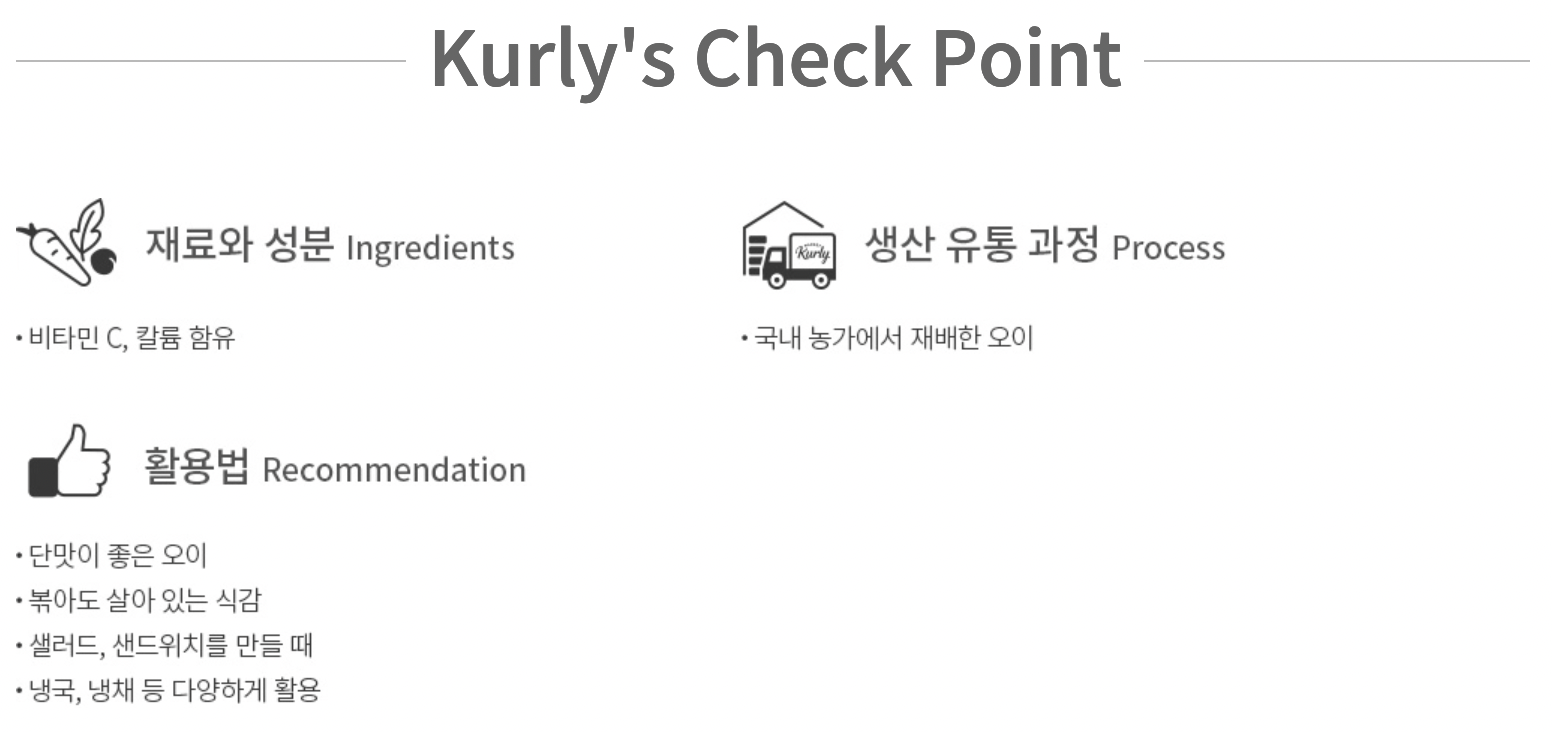 Kurly's Check Point
재료와 성분 Ingredients
• 비타민 C, 칼륨 함유
Kurly
생산 유통 과정 Process
• 국내 농가에서 재배한 오이
활용법 Recommendation
• 단맛이 좋은 오이
• 볶아도 살아 있는 식감
• 샐러드, 샌드위치를 만들 때
• 냉국, 냉채 등 다양하게 활용